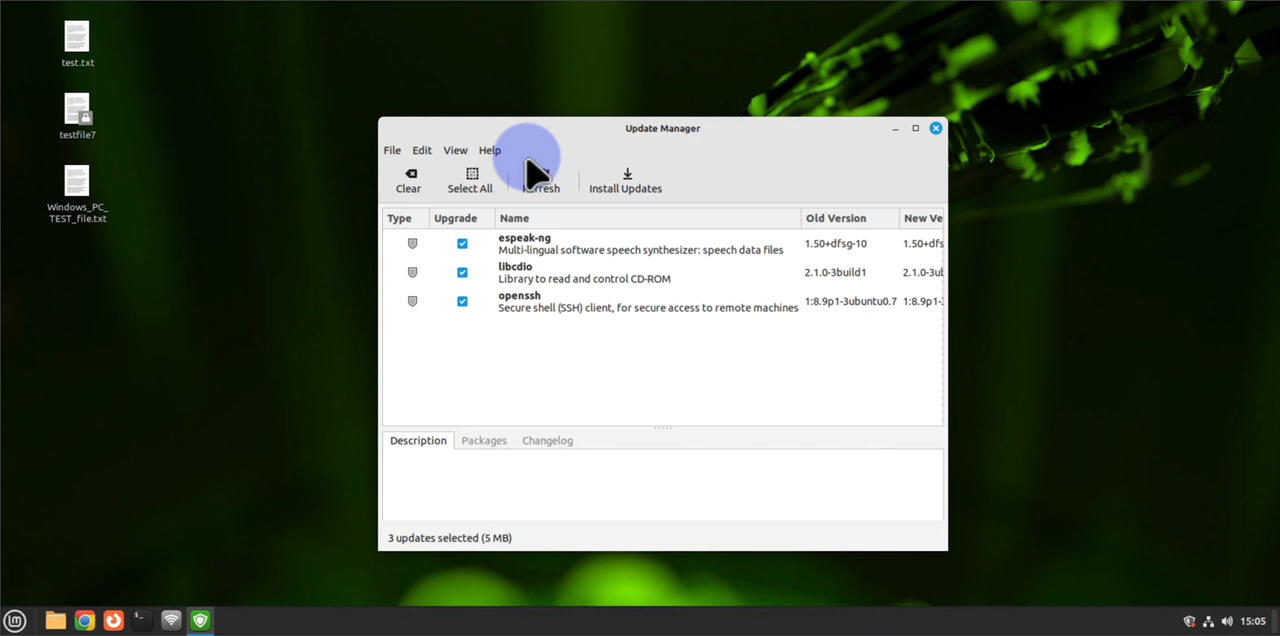 test.txt
testfile7
Windows_PC_
TEST_file.txt
Update Manager
File Edit View Help
Clear Select All Refresh Install Updates
Type Upgrade Name Old Version New Ve
espeak-ng
Multi-lingual software speech synthesizer: speech data files 1.50+dfsg-10 1.50+dfs
libcdio
Library to read and control CD-ROM 2.1.0-3build1 2.1.0-3ub
openssh
Secure shell (SSH) client, for secure access to remote machines 1:8.9p1-3ubuntu0.7 1:8.9p1-
Description Packages Changelog
3 updates selected (5 MB)
15:05